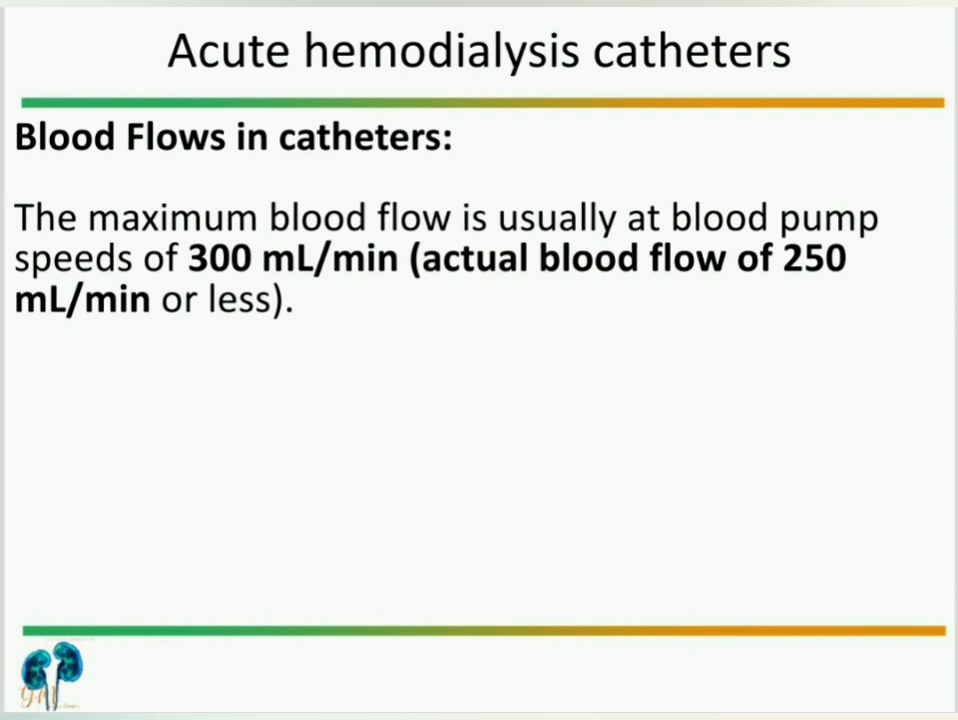 Acute hemodialysis catheters
Blood Flows in catheters:
The maximum blood flow is usually at blood pump
speeds of 300 mL/min (actual blood flow of 250
mL/min or less).